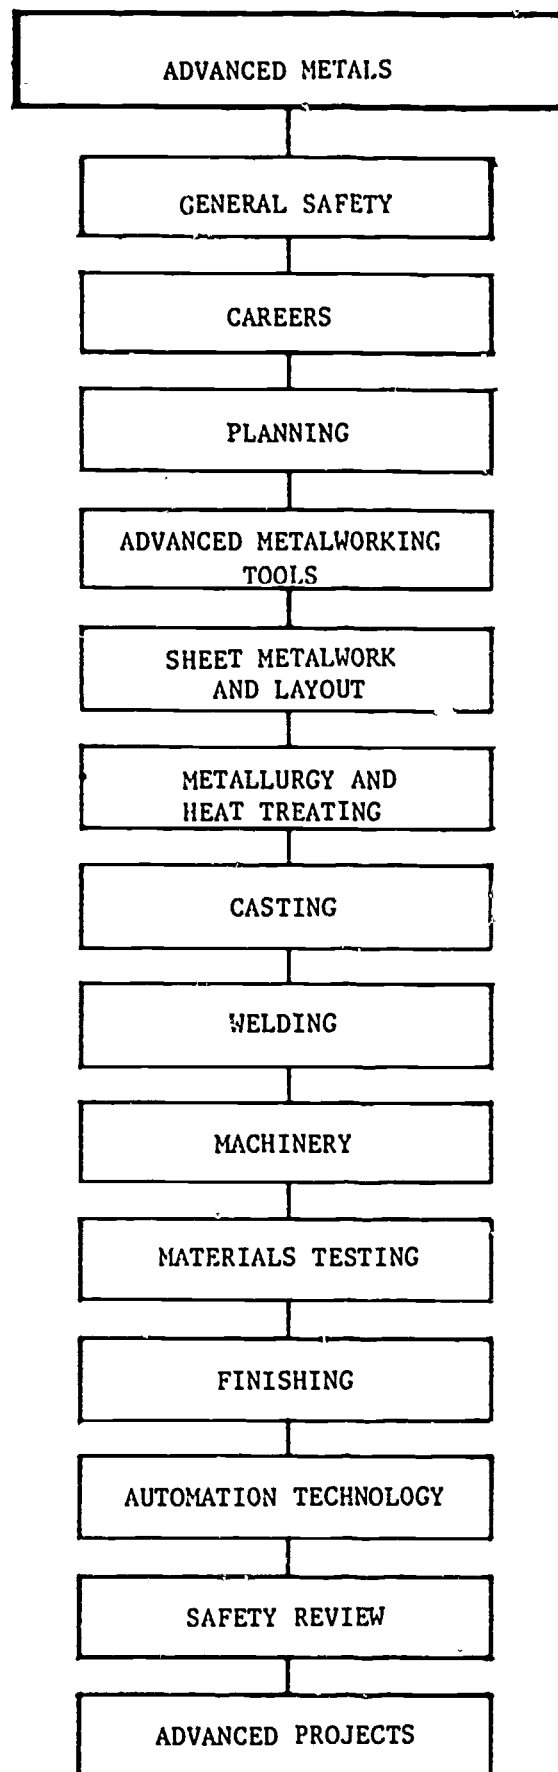 ADVANCED METALS
GENERAL SAFETY
CAREERS
PLANNING
ADVANCED METALWORKING
TOOLS
SHEET METALWORK
AND LAYOUT
METALLURGY AND
HEAT TREATING
CASTING
WELDING
MACHINERY
MATERIALS TESTING
FINISHING
AUTOMATION TECHNOLOGY
SAFETY REVIEW
ADVANCED PROJECTS